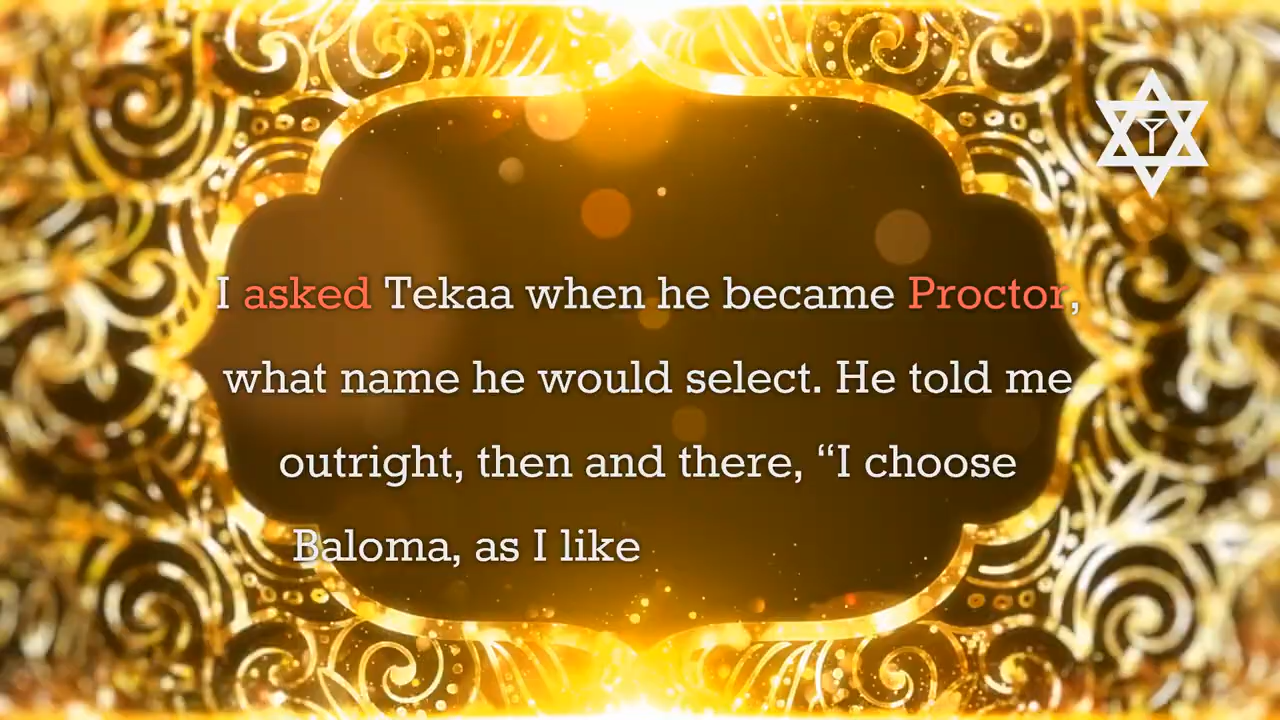 I asked Tekaa when he became Proctor,
what name he would select. He told me
outright, then and there, “I choose
Baloma, as I like